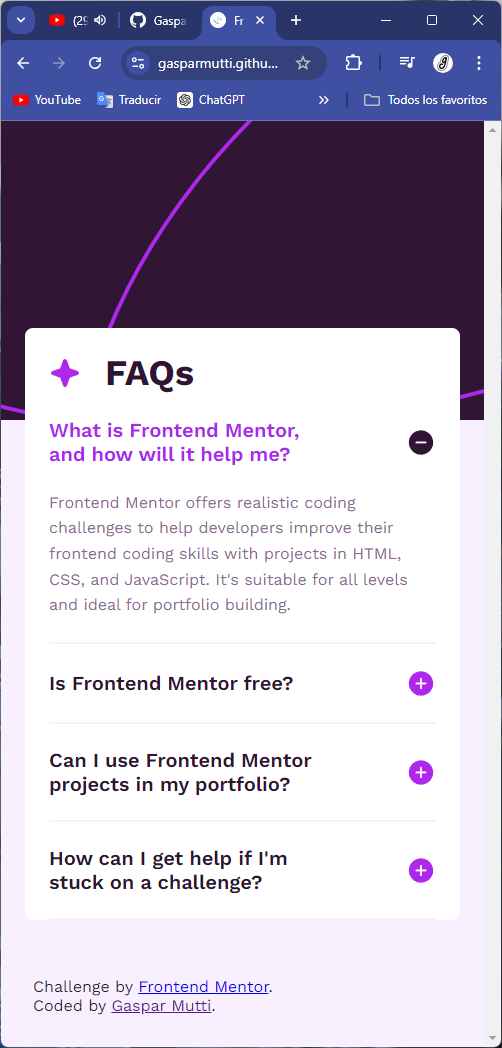 (29
Gaspa
Fr
gasparmutti.githu...
YouTube
Traducir
ChatGPT
Todos los favoritos
FAQs
What is Frontend Mentor,
and how will it help me?
Frontend Mentor offers realistic coding
challenges to help developers improve their
frontend coding skills with projects in HTML,
CSS, and JavaScript. It's suitable for all levels
and ideal for portfolio building.
Is Frontend Mentor free?
Can I use Frontend Mentor
projects in my portfolio?
How can I get help if I'm
stuck on a challenge?
Challenge by Frontend Mentor.
Coded by Gaspar Mutti.